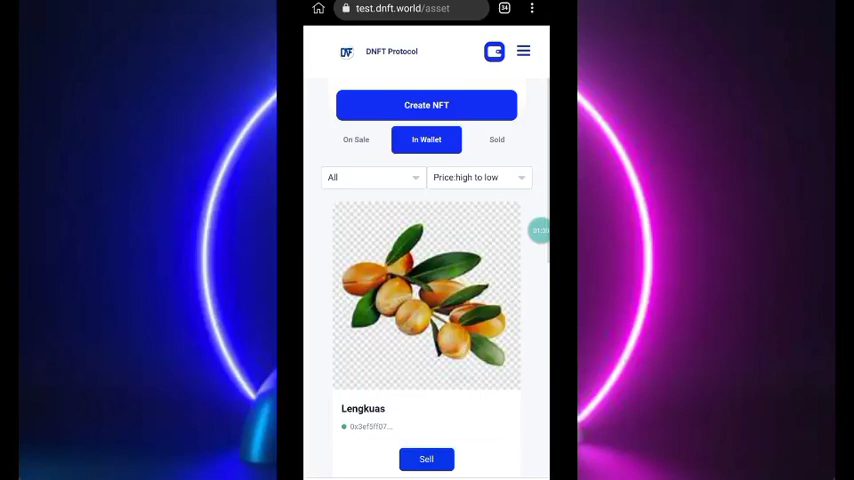 test.dnft.world/asset
34
DNFT Protocol
Create NFT
On Sale
In Wallet
Sold
All
Price:high to low
Lengkuas
0x3ef5ff07...
Sell